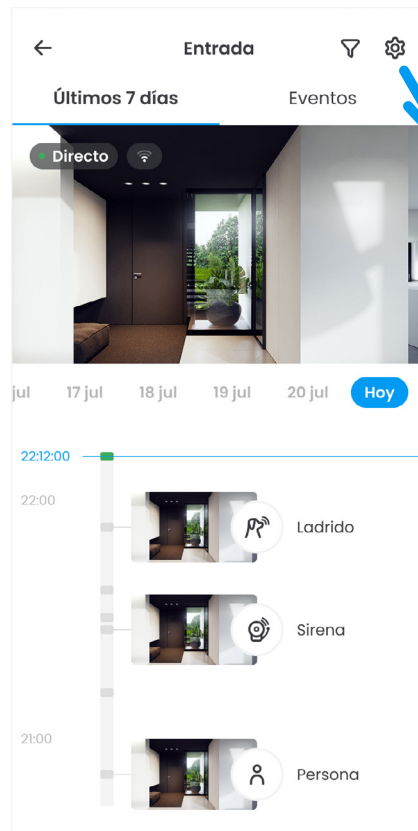 Entrada
Últimos 7 días Eventos
Directo
jul 17 jul 18 jul 19 jul 20 jul Hoy
22:12:00
22:00
Ladrido
Sirena
21:00
Persona